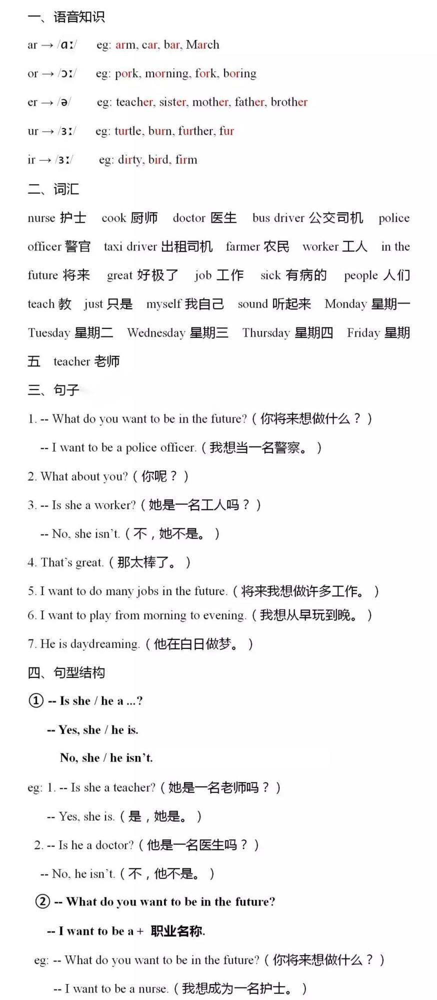 一、语音知识
ar → /ɑː/ eg: arm, car, bar, March
or → /ɔː/ eg: pork, morning, fork, boring
er → /ə/ eg: teacher, sister, mother, father, brother
ur → /ɜː/ eg: turtle, burn, further, fur
ir → /ɜː/ eg: dirty, bird, firm
二、词汇
nurse 护士 cook 厨师 doctor 医生 bus driver 公交司机 police
officer 警官 taxi driver 出租司机 farmer 农民 worker 工人 in the
future 将来 great 好极了 job 工作 sick 有病的 people 人们
teach 教 just 只是 myself 我自己 sound 听起来 Monday 星期一
Tuesday 星期二 Wednesday 星期三 Thursday 星期四 Friday 星期
五 teacher 老师
三、句子
1. -- What do you want to be in the future?（你将来想做什么？）
-- I want to be a police officer.（我想当一名警察。）
2. What about you?（你呢？）
3. -- Is she a worker?（她是一名工人吗？）
-- No, she isn’t.（不，她不是。）
4. That’s great.（那太棒了。）
5. I want to do many jobs in the future.（将来我想做许多工作。）
6. I want to play from morning to evening.（我想从早玩到晚。）
7. He is daydreaming.（他在白日做梦。）
四、句型结构
① -- Is she / he a ...?
-- Yes, she / he is.
No, she / he isn’t.
eg: 1. -- Is she a teacher?（她是一名老师吗？）
-- Yes, she is.（是，她是。）
2. -- Is he a doctor?（他是一名医生吗？）
-- No, he isn’t.（不，他不是。）
② -- What do you want to be in the future?
-- I want to be a + 职业名称.
eg: -- What do you want to be in the future?（你将来想做什么？）
-- I want to be a nurse.（我想成为一名护士。）